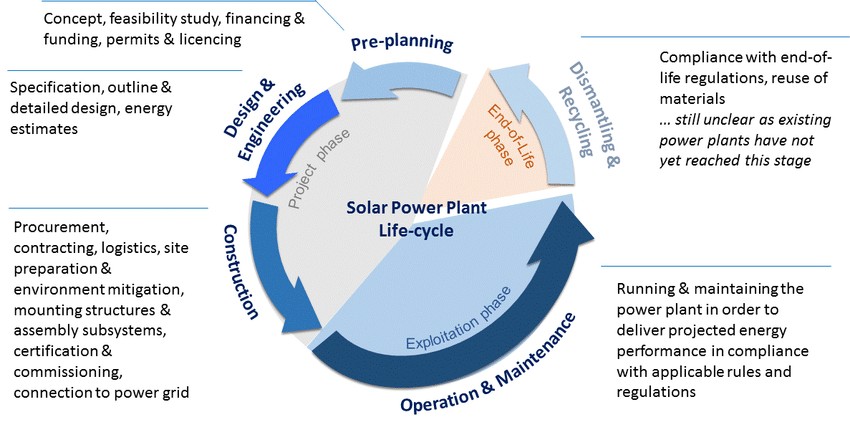 Concept, feasibility study, financing &
funding, permits & licencing
Pre-planning
Specification, outline &
detailed design, energy
estimates
Design &
Engineering
Project phase
Procurement,
contracting, logistics, site
preparation &
environment mitigation,
mounting structures &
assembly subsystems,
certification &
commissioning,
connection to power grid
Construction
Solar Power Plant
Life-cycle
Compliance with end-of-
life regulations, reuse of
materials
... still unclear as existing
power plants have not
yet reached this stage
Dismantling &
Recycling
End-of-Life
phase
Running & maintaining the
power plant in order to
deliver projected energy
performance in compliance
with applicable rules and
regulations
Exploitation phase
Operation & Maintenance